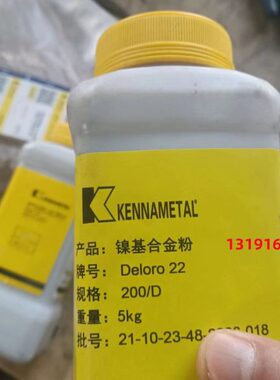 KENNAMETAL
产品: 镍基合金粉
131916
牌号: Deloro 22
规格: 200/D
重量: 5kg
批号: 21-10-23-48-
018